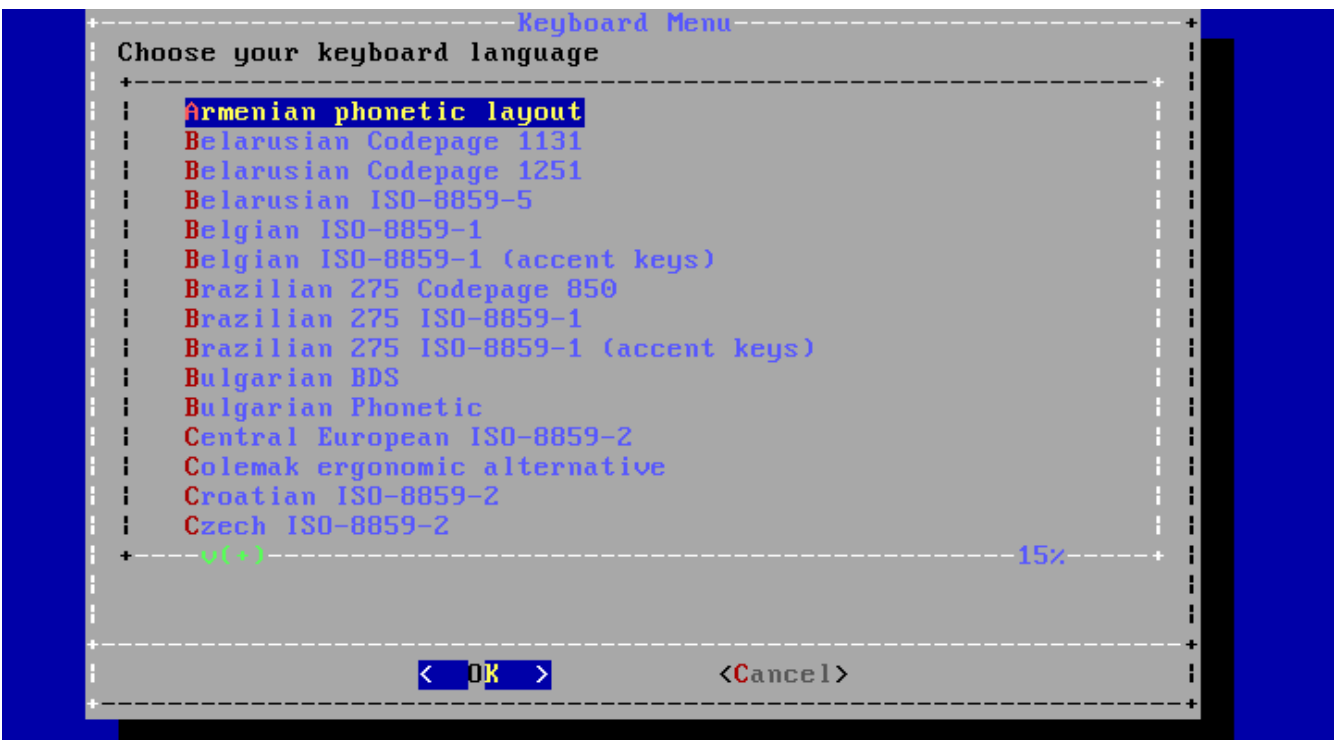 Keyboard Menu
Choose your keyboard language
Armenian phonetic layout
Belarusian Codepage 1131
Belarusian Codepage 1251
Belarusian ISO-8859-5
Belgian ISO-8859-1
Belgian ISO-8859-1 (accent keys)
Brazilian 275 Codepage 850
Brazilian 275 ISO-8859-1
Brazilian 275 ISO-8859-1 (accent keys)
Bulgarian BDS
Bulgarian Phonetic
Central European ISO-8859-2
Colemak ergonomic alternative
Croatian ISO-8859-2
Czech ISO-8859-2
v(+) 15%
< OK > <Cancel>